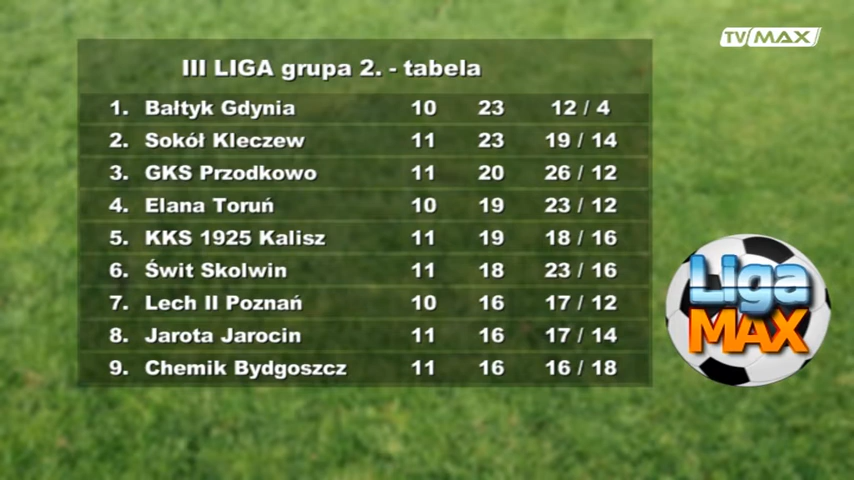 TV MAX
III LIGA grupa 2. - tabela
1. Bałtyk Gdynia 10 23 12 / 4
2. Sokół Kleczew 11 23 19 / 14
3. GKS Przodkowo 11 20 26 / 12
4. Elana Toruń 10 19 23 / 12
5. KKS 1925 Kalisz 11 19 18 / 16
6. Świt Skolwin 11 18 23 / 16
7. Lech II Poznań 10 16 17 / 12
8. Jarota Jarocin 11 16 17 / 14
9. Chemik Bydgoszcz 11 16 16 / 18
Liga
MAX